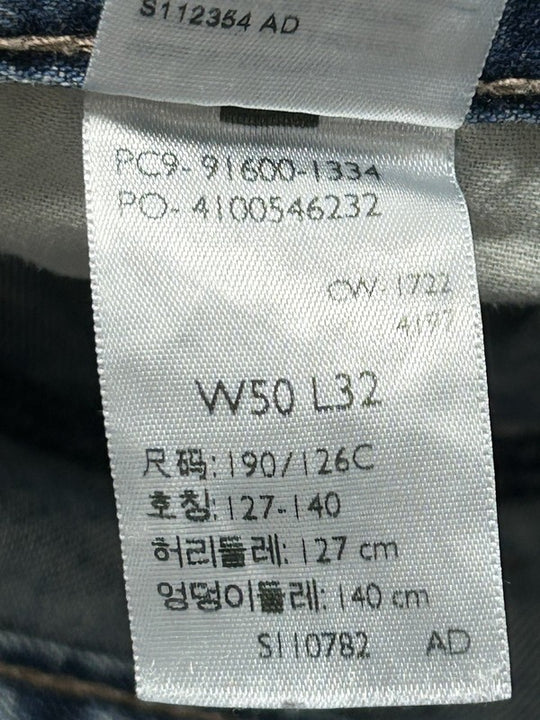 S112354 AD
PC9-91600-1334
PO-4100546232
CW-1722
4197
W50 L32
尺码: 190/126C
호칭: 127-140
허리둘레: 127 cm
엉덩이둘레: 140 cm
S110782 AD